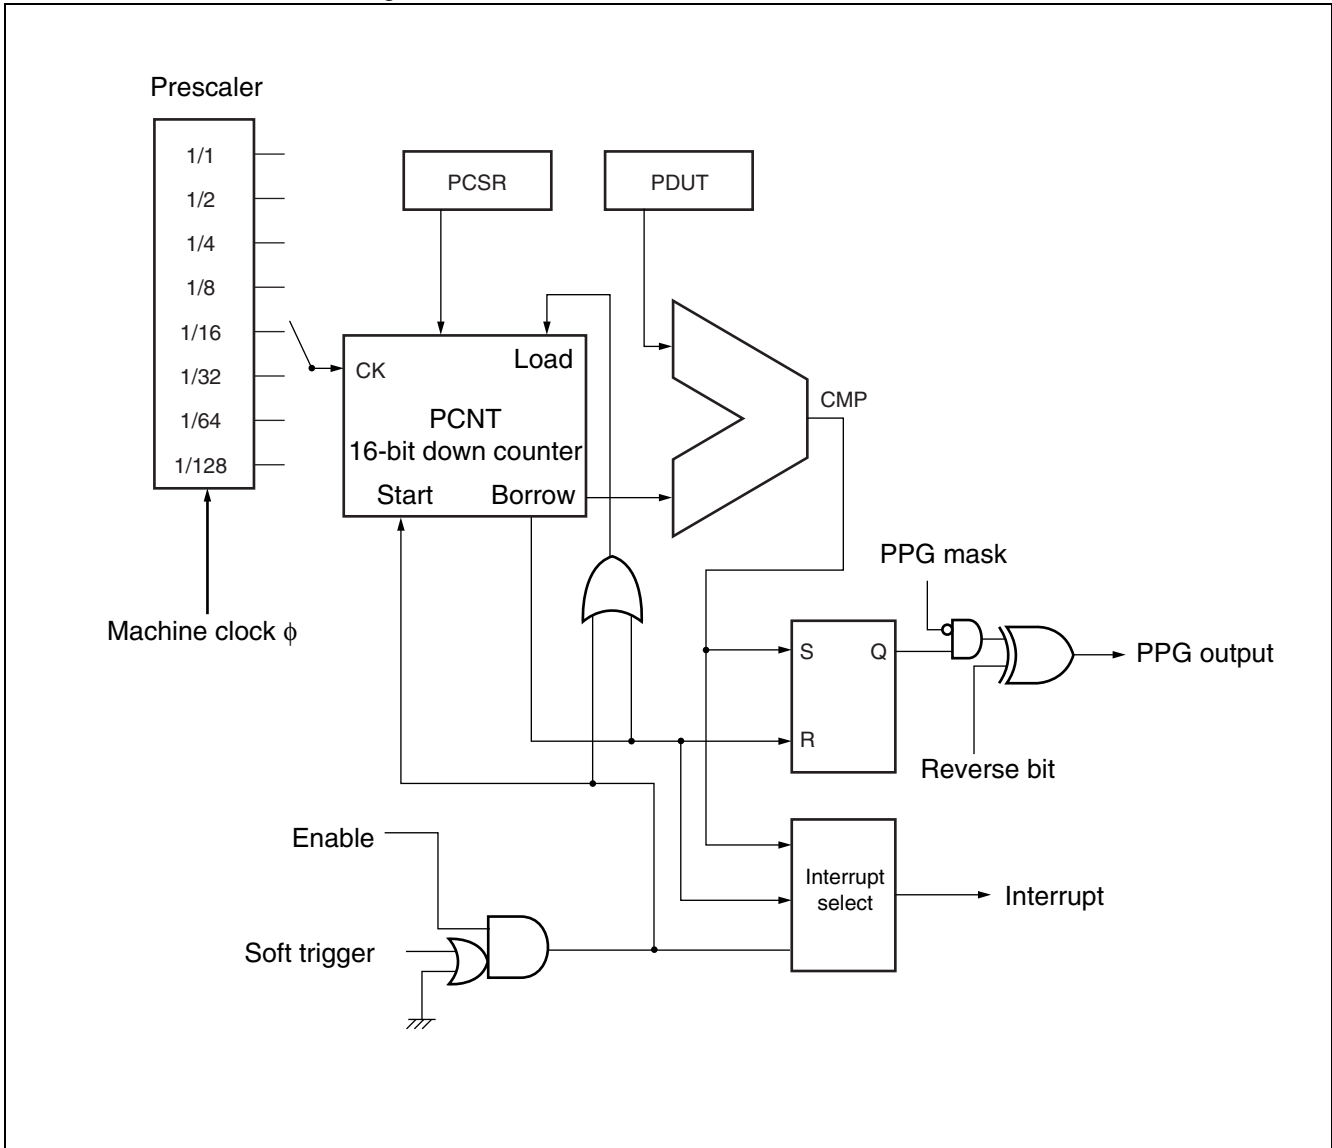 Prescaler
1/1
1/2
1/4
1/8
1/16
1/32
1/64
1/128
Machine clock ϕ
PCSR
PDUT
CK
Load
PCNT
16-bit down counter
Start
Borrow
CMP
PPG mask
S
Q
R
PPG output
Reverse bit
Enable
Soft trigger
Interrupt
select
Interrupt